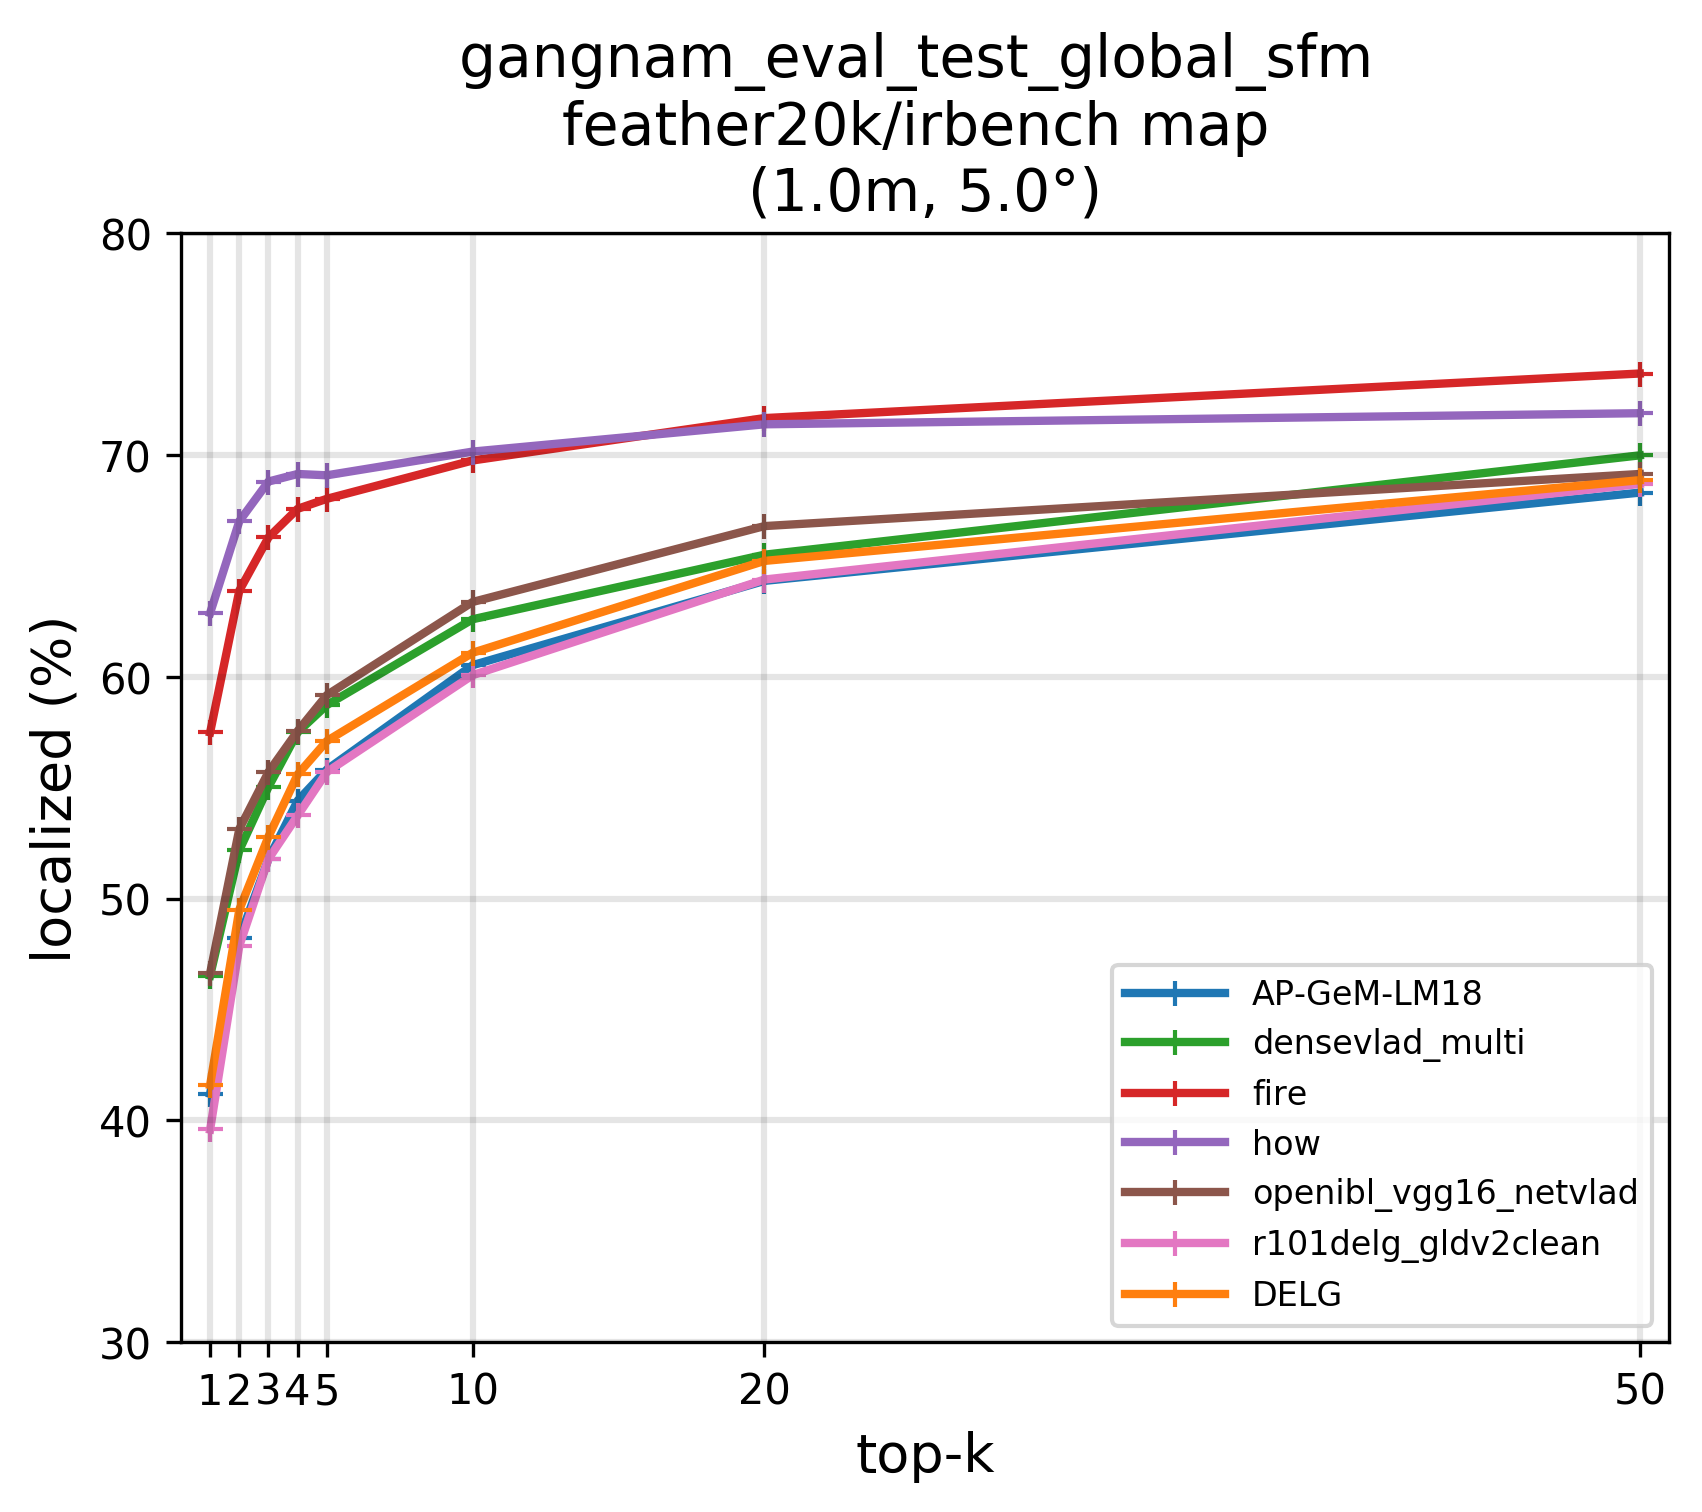 gangnam_eval_test_global_sfm
feather20k/irbench map
(1.0m, 5.0°)
80
70
60
50
40
30
localized (%)
1 2 3 4 5 10 20 50
top-k
AP-GeM-LM18
densevlad_multi
fire
how
openibl_vgg16_netvlad
r101delg_gldv2clean
DELG